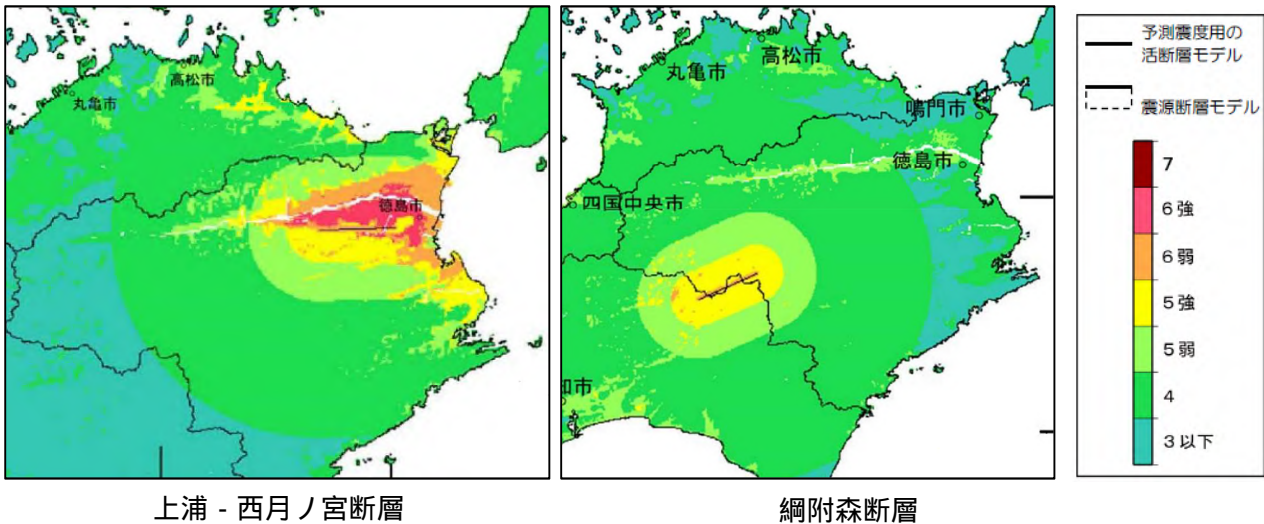 高松市
丸亀市
徳島市
高松市
丸亀市
鳴門市
徳島市
四国中央市
和市
予測震度用の
活断層モデル
震源断層モデル
7
6強
6弱
5強
5弱
4
3以下
上浦 - 西月ノ宮断層
綱附森断層